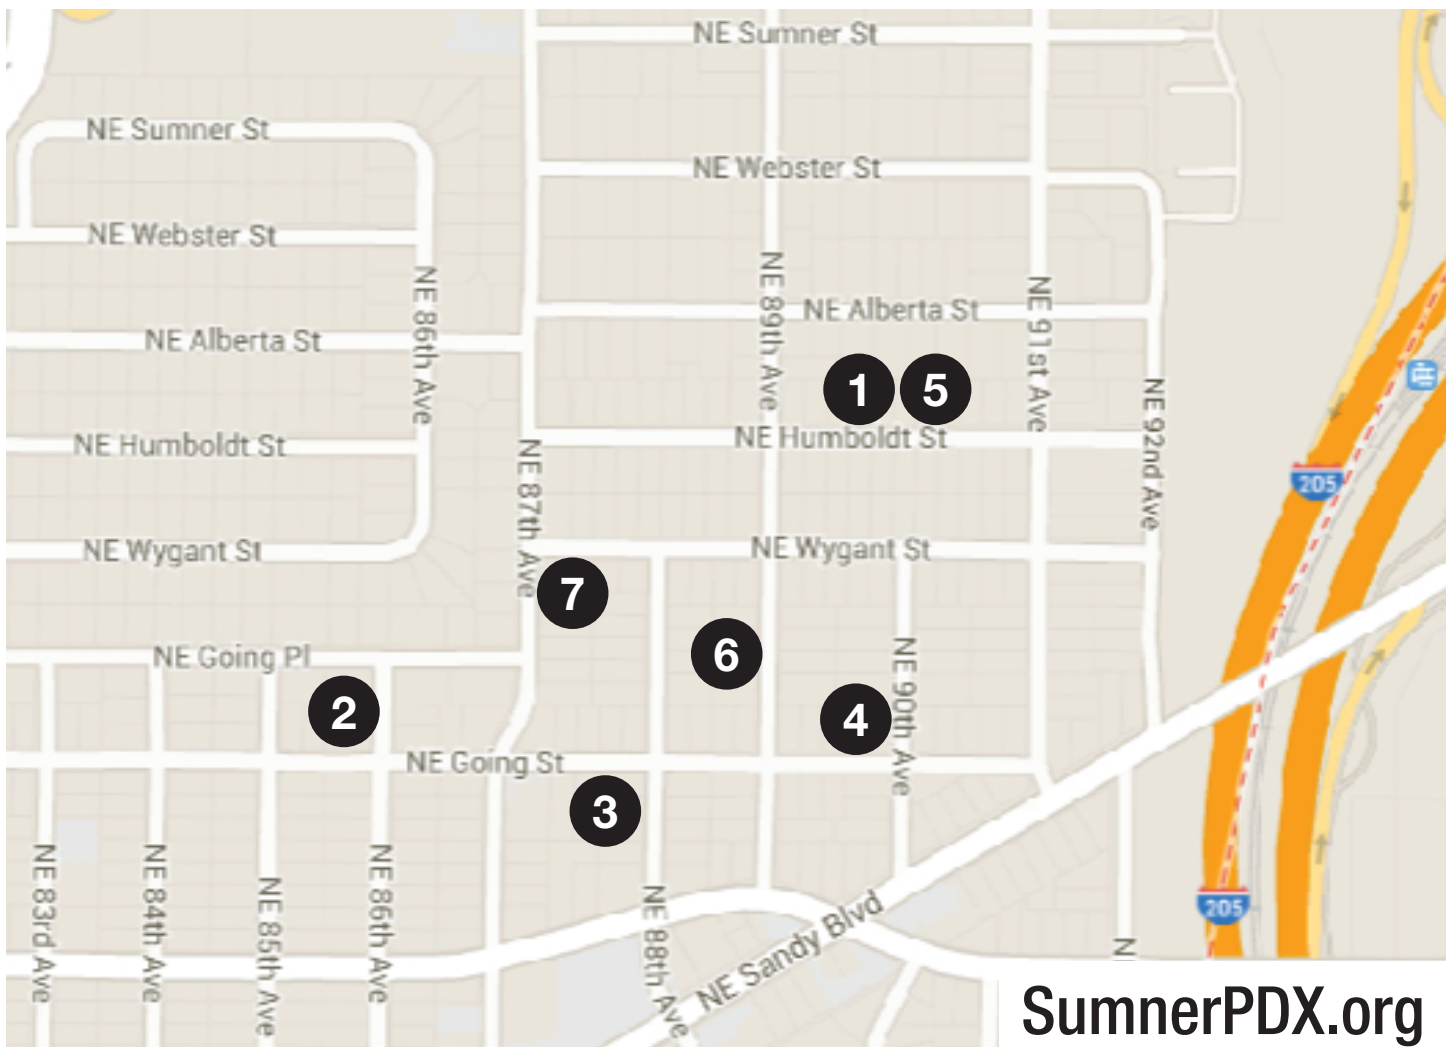 NE Sumner St
NE Sumner St
NE Webster St
NE Webster St
NE 86th Ave
NE 89th Ave
NE 91st Ave
NE Alberta St
NE Alberta St
1
5
NE 92nd Ave
NE Humboldt St
NE Humboldt St
NE 87th Ave
205
NE Wygant St
NE Wygant St
7
6
NE Going Pl
NE 90th Ave
2
4
NE Going St
3
NE 83rd Ave
NE 84th Ave
NE 85th Ave
NE 86th Ave
NE 88th Ave
NE Sandy Blvd
205
N
SumnerPDX.org